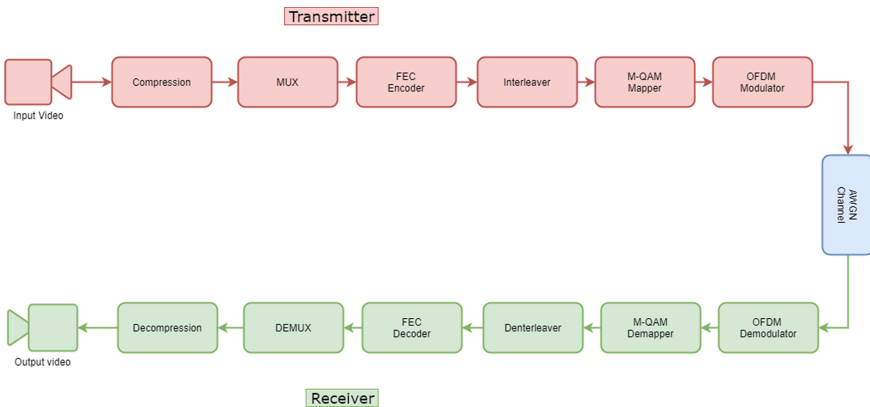 Transmitter
Compression
MUX
FEC
Encoder
Interleaver
M-QAM
Mapper
OFDM
Modulator
Input Video
AWGN
Channel
Decompression
DEMUX
FEC
Decoder
Denterleaver
M-QAM
Demapper
OFDM
Demodulator
Output video
Receiver